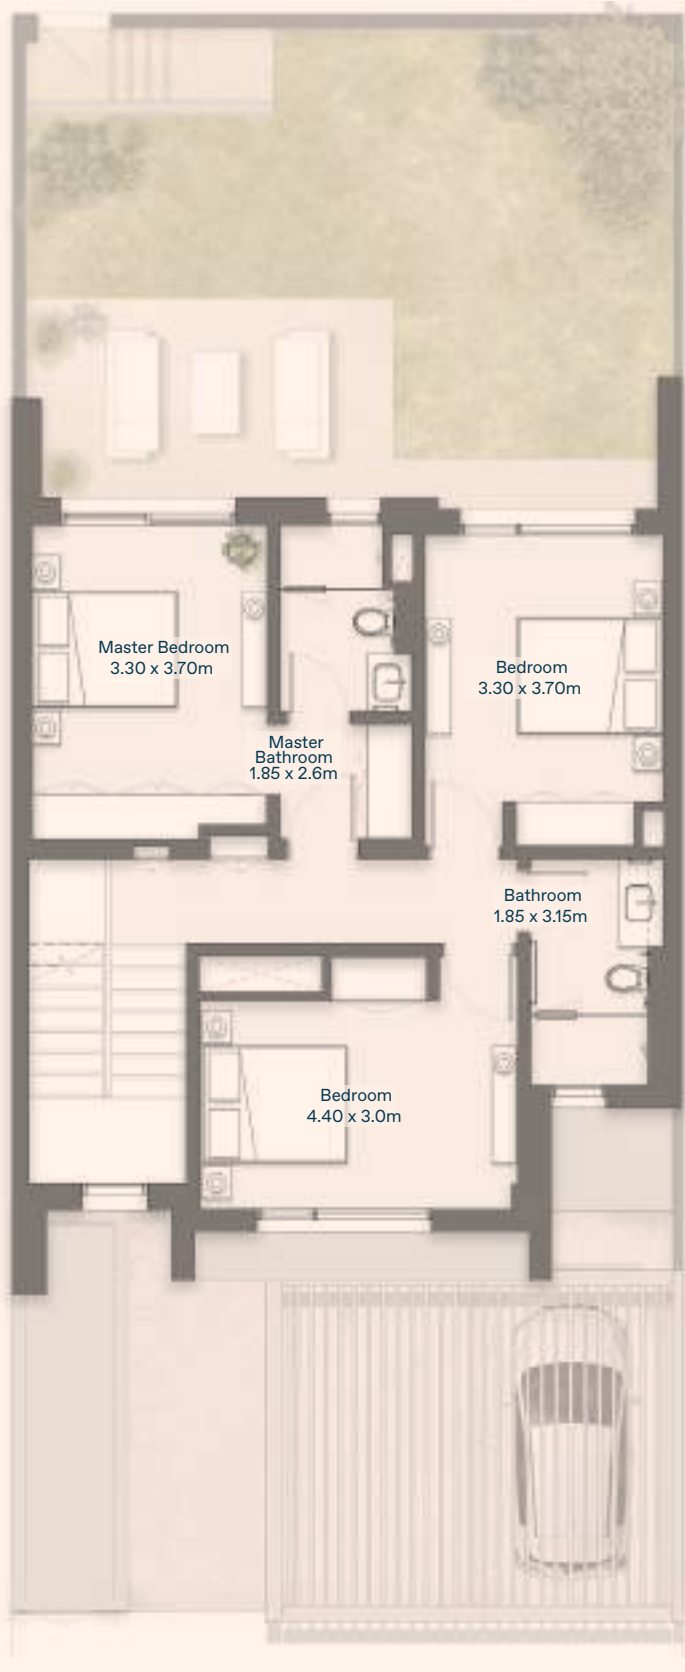 Master Bedroom
3.30 x 3.70m
Bedroom
3.30 x 3.70m
Master
Bathroom
1.85 x 2.6m
Bathroom
1.85 x 3.15m
Bedroom
4.40 x 3.0m